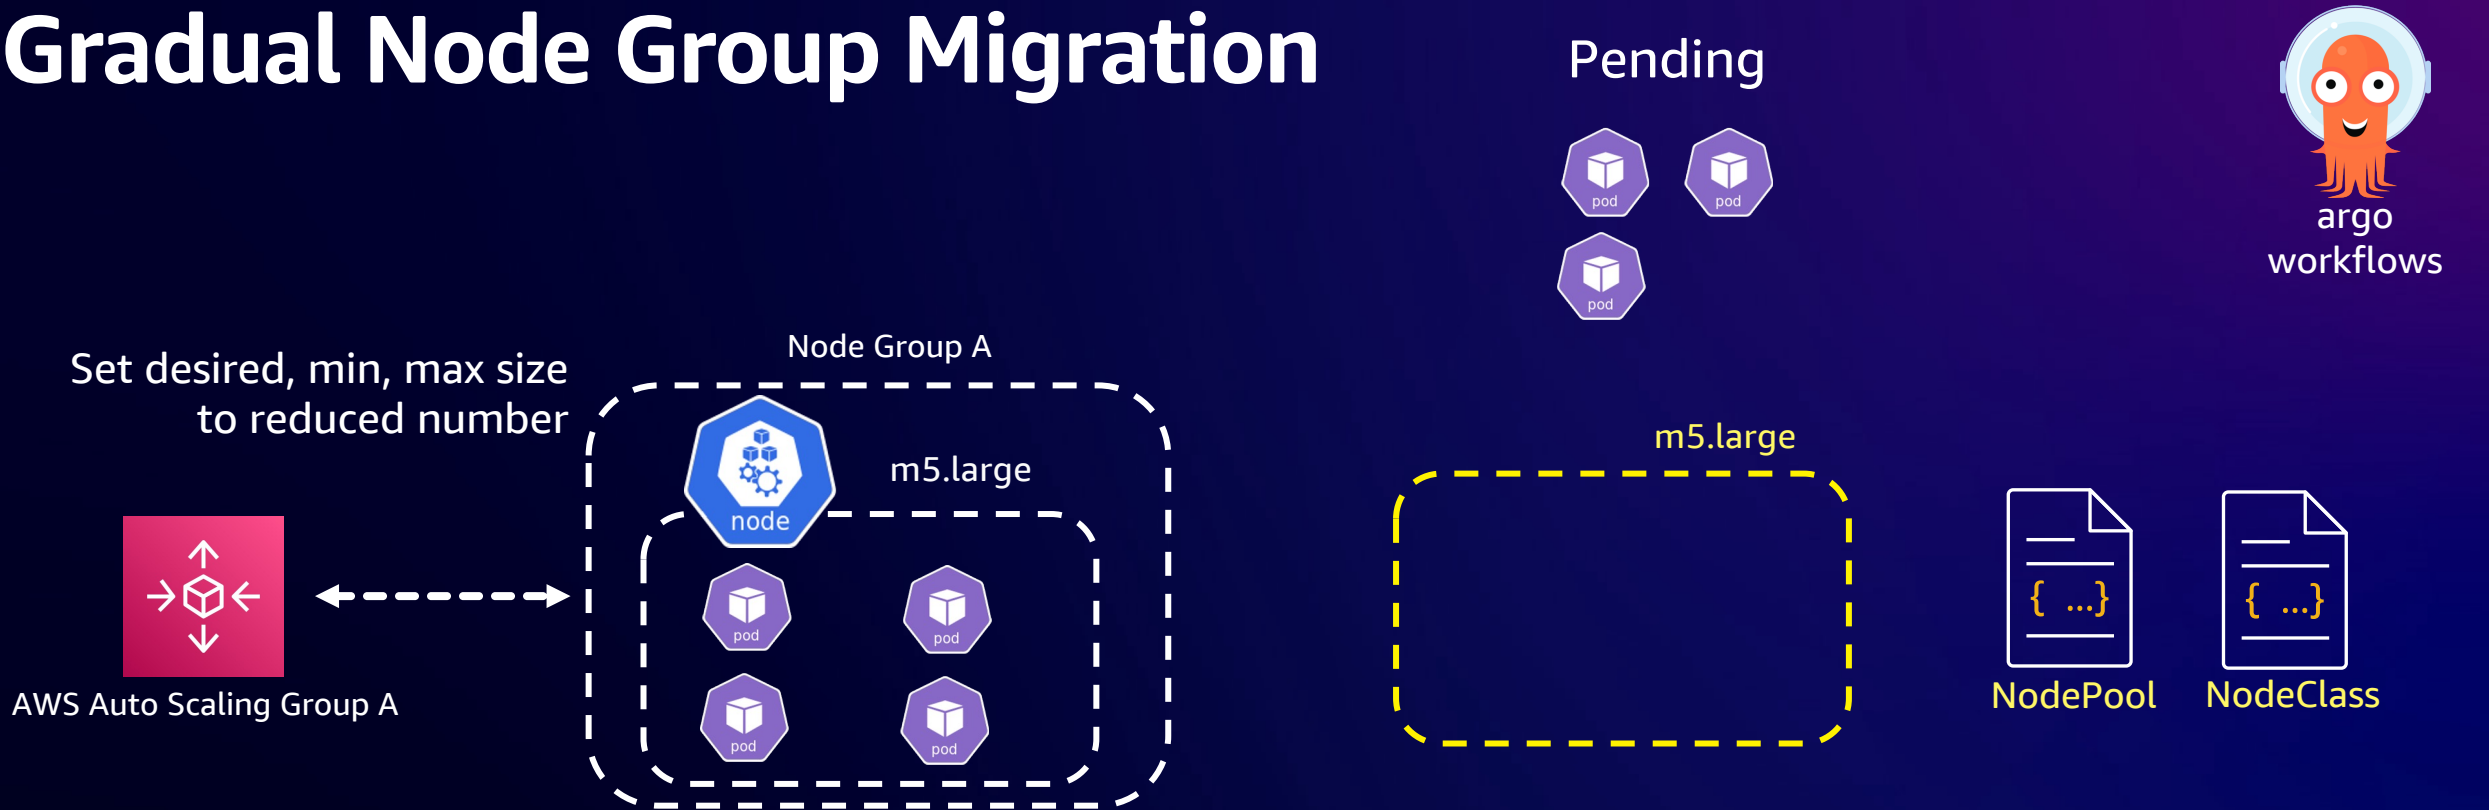 Gradual Node Group Migration
Pending
pod
pod
pod
argo
workflows
Set desired, min, max size
to reduced number
Node Group A
node
m5.large
pod
pod
pod
pod
AWS Auto Scaling Group A
m5.large
{ ...}
{ ...}
NodePool
NodeClass